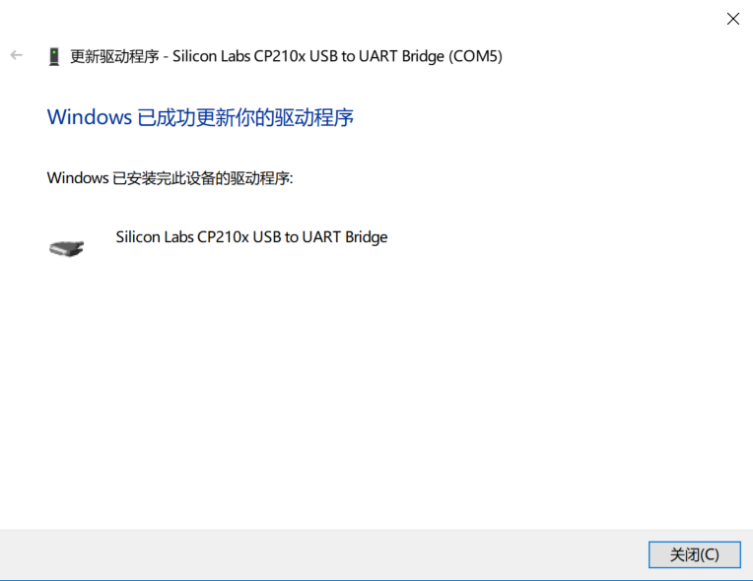 更新驱动程序 - Silicon Labs CP210x USB to UART Bridge (COM5)
Windows 已成功更新你的驱动程序
Windows 已安装完此设备的驱动程序:
Silicon Labs CP210x USB to UART Bridge
关闭(C)